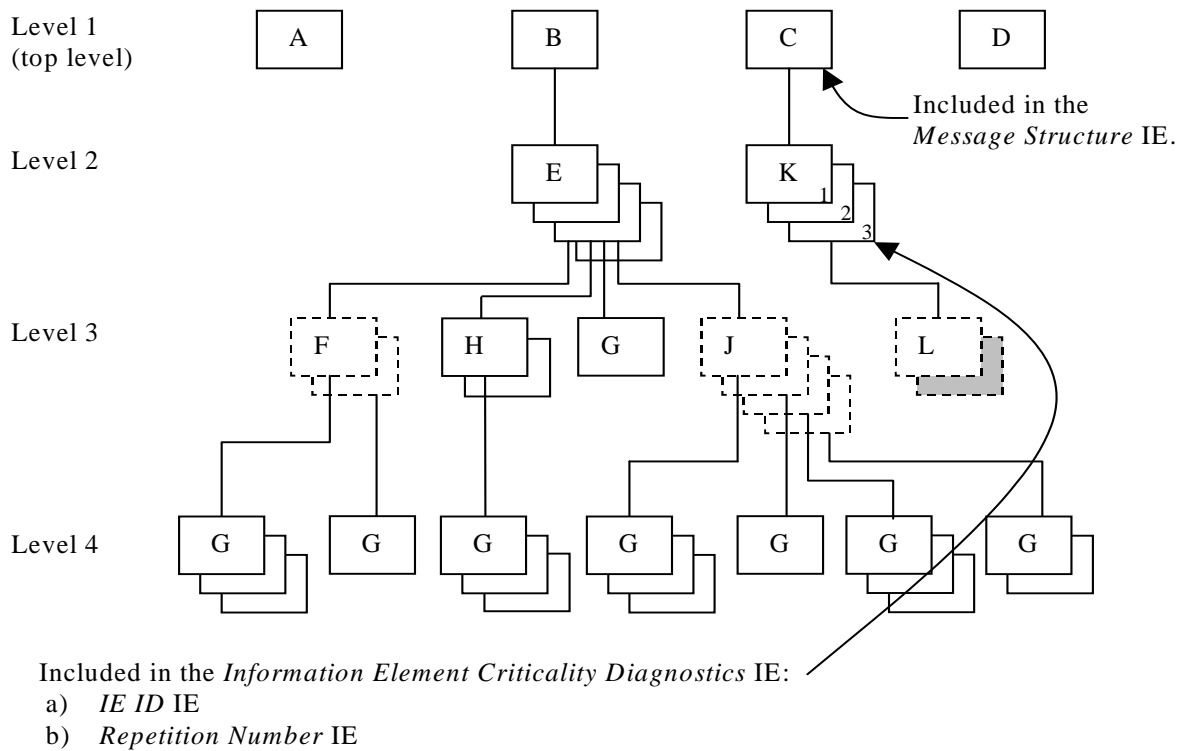 Level 1
(top level)
A
B
C
D
Included in the
Message Structure IE.
Level 2
E
K
1
2
3
Level 3
F
H
G
J
L
Level 4
G
G
G
G
G
G
G
Included in the Information Element Criticality Diagnostics IE:
a) IE ID IE
b) Repetition Number IE